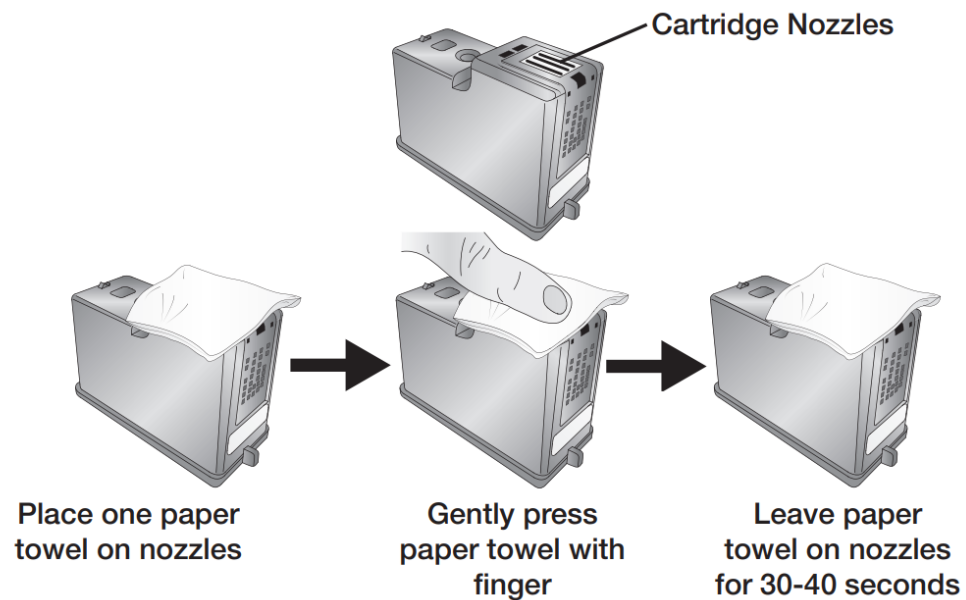 Cartridge Nozzles
Place one paper
towel on nozzles
Gently press
paper towel with
finger
Leave paper
towel on nozzles
for 30-40 seconds